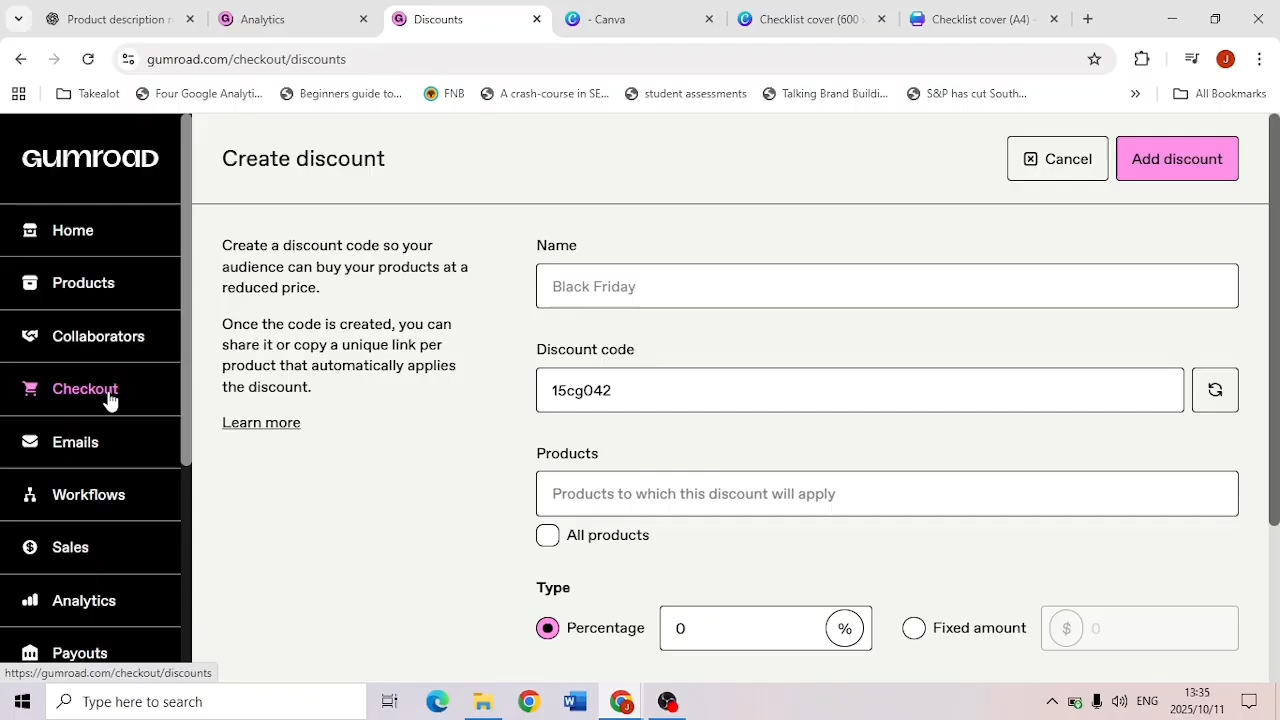 Product description r
Analytics
Discounts
- Canva
Checklist cover (600
Checklist cover (A4) -
gumroad.com/checkout/discounts
J
Takealot
Four Google Analyti...
Beginners guide to...
FNB
A crash-course in SE...
student assessments
Talking Brand Buildi...
S&P has cut South...
All Bookmarks
GUMROAD
Home
Products
Collaborators
Checkout
Emails
Workflows
Sales
Analytics
Payouts
Create discount
Cancel
Add discount
Create a discount code so your
audience can buy your products at a
reduced price.
Once the code is created, you can
share it or copy a unique link per
product that automatically applies
the discount.
Learn more
Name
Black Friday
Discount code
15cg042
Products
Products to which this discount will apply
All products
Type
Percentage
0
%
Fixed amount
$
0
https://gumroad.com/checkout/discounts
Type here to search
ENG
13:35
2025/10/11